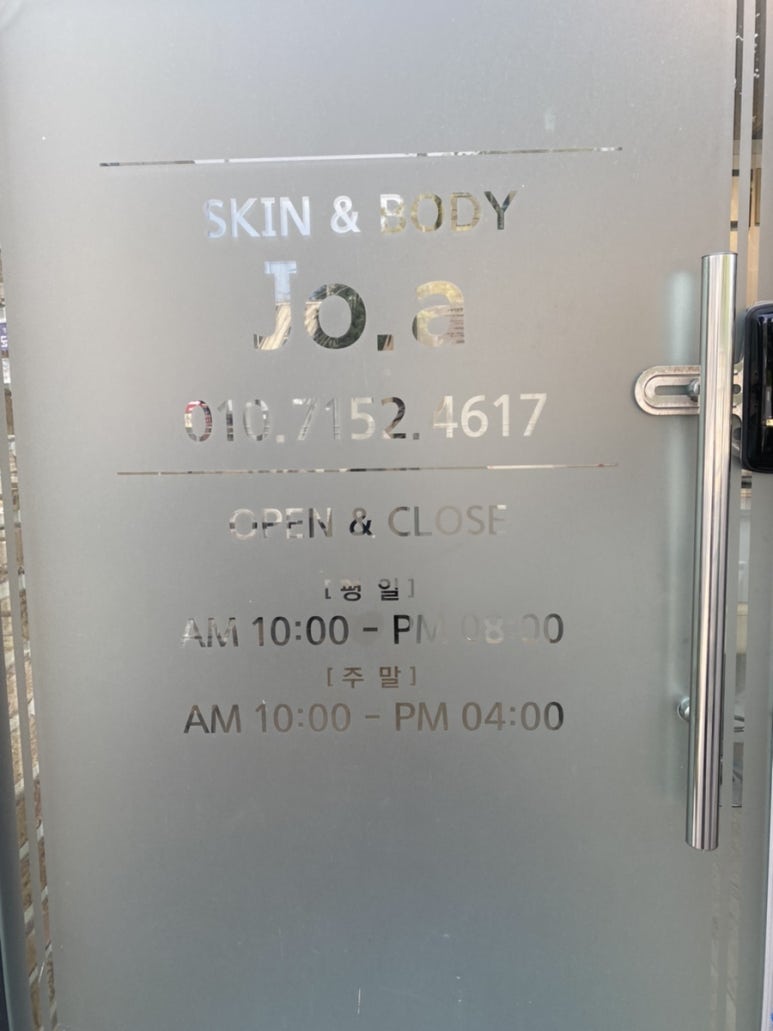 SKIN & BODY
Jo.a
010.7152.4617
OPEN & CLOSE
[평 일]
AM 10:00 - PM 08:00
[주 말]
AM 10:00 - PM 04:00